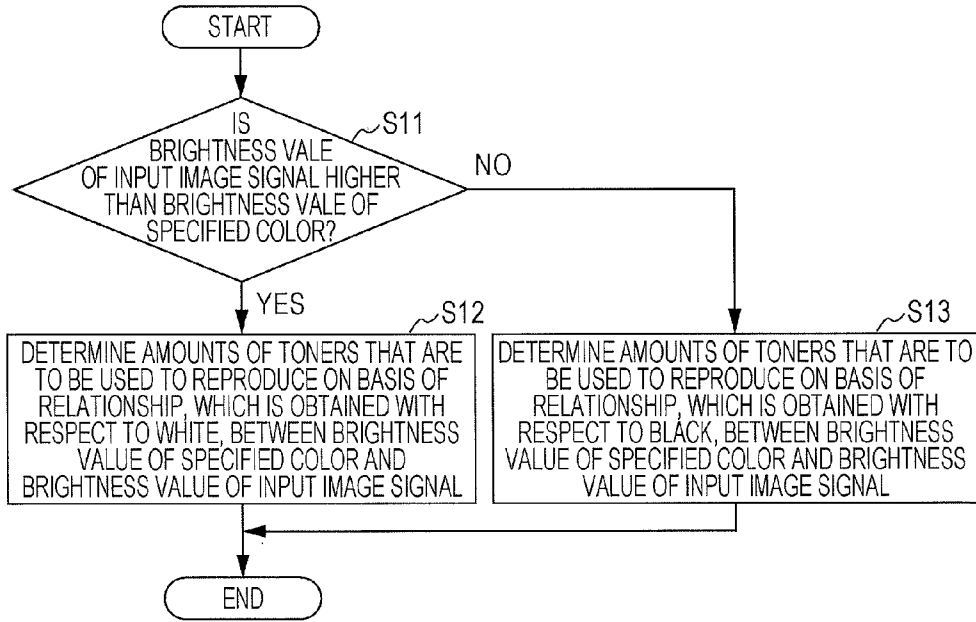 START
IS
BRIGHTNESS VALE
OF INPUT IMAGE SIGNAL HIGHER
THAN BRIGHTNESS VALE OF
SPECIFIED COLOR?
S11
NO
YES
S12
DETERMINE AMOUNTS OF TONERS THAT ARE
TO BE USED TO REPRODUCE ON BASIS OF
RELATIONSHIP, WHICH IS OBTAINED WITH
RESPECT TO WHITE, BETWEEN BRIGHTNESS
VALUE OF SPECIFIED COLOR AND
BRIGHTNESS VALUE OF INPUT IMAGE SIGNAL
S13
DETERMINE AMOUNTS OF TONERS THAT ARE TO
BE USED TO REPRODUCE ON BASIS OF
RELATIONSHIP, WHICH IS OBTAINED WITH
RESPECT TO BLACK, BETWEEN BRIGHTNESS
VALUE OF SPECIFIED COLOR AND BRIGHTNESS
VALUE OF INPUT IMAGE SIGNAL
END